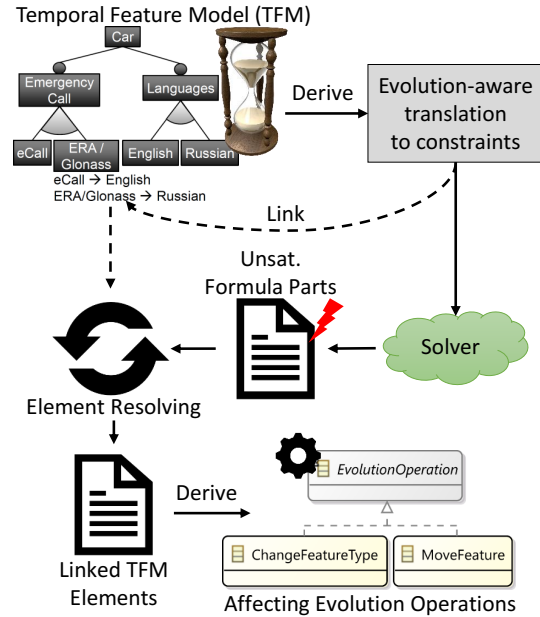 Temporal Feature Model (TFM)
Car
Emergency
Call
Languages
eCall
ERA /
Glonass
English
Russian
eCall → English
ERA/Glonass → Russian
Derive
Evolution-aware
translation
to constraints
Link
Unsat.
Formula Parts
Solver
Element Resolving
Linked TFM
Elements
Derive
EvolutionOperation
ChangeFeatureType
MoveFeature
Affecting Evolution Operations